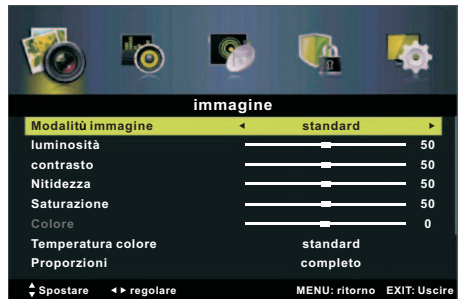 immagine
Modalitù immagine standard
luminosità 50
contrasto 50
Nitidezza 50
Saturazione 50
Colore 0
Temperatura colore standard
Proporzioni completo
Spostare regolare MENU: ritorno EXIT: Uscire